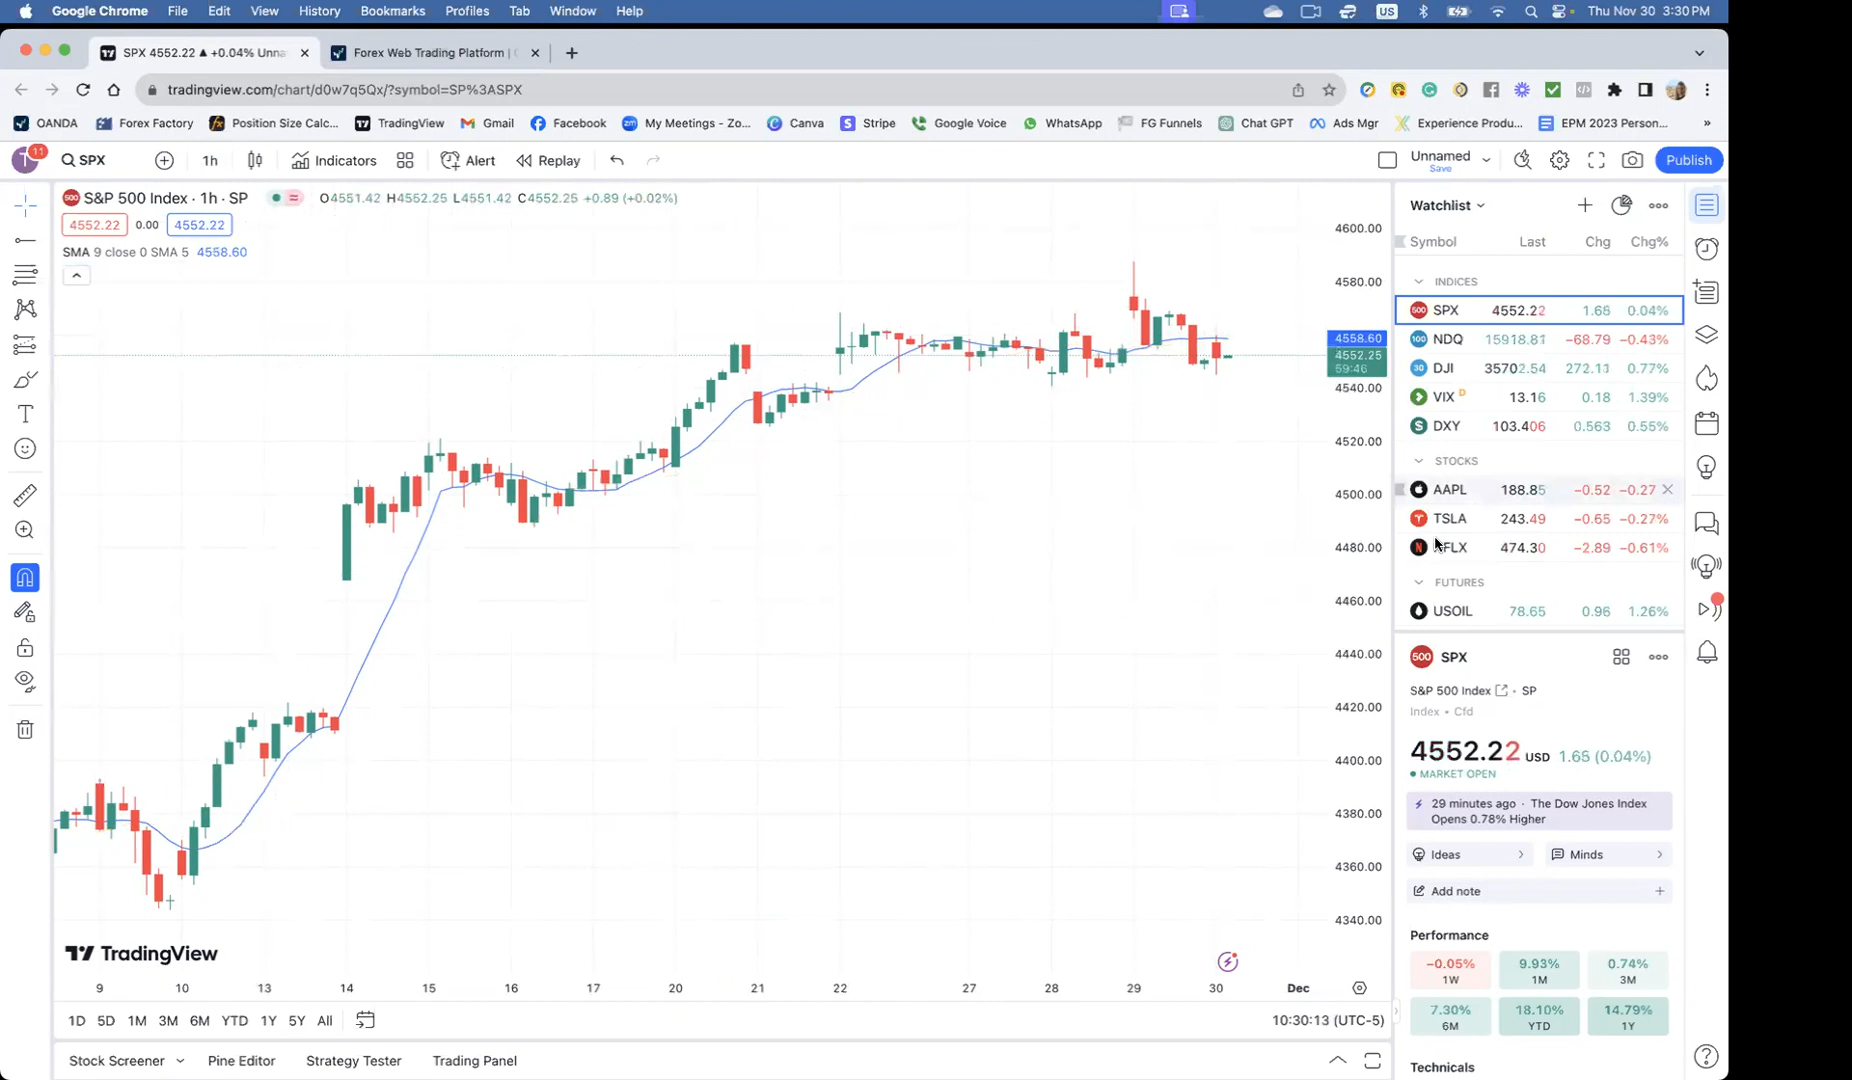 Google Chrome File Edit View History Bookmarks Profiles Tab Window Help US Thu Nov 30 3:30 PM
SPX 4552.22 ▲ +0.04% Unna
Forex Web Trading Platform |
tradingview.com/chart/d0w7q5Qx/?symbol=SP%3ASPX
OANDA Forex Factory Position Size Calc... TradingView Gmail Facebook My Meetings - Zo... Canva Stripe Google Voice WhatsApp FG Funnels Chat GPT Ads Mgr Experience Produ... EPM 2023 Person... »
T 11 SPX 1h Indicators Alert Replay Unnamed Save Publish
S&P 500 Index · 1h · SP O4551.42 H4552.25 L4551.42 C4552.25 +0.89 (+0.02%)
4552.22 0.00 4552.22
SMA 9 close 0 SMA 5 4558.60
4600.00
4580.00
4558.60
4552.25
59:46
4540.00
4520.00
4500.00
4480.00
4460.00
4440.00
4420.00
4400.00
4380.00
4360.00
4340.00
TradingView
9 10 13 14 15 16 17 20 21 22 27 28 29 30 Dec
1D 5D 1M 3M 6M YTD 1Y 5Y All
10:30:13 (UTC-5)
Stock Screener Pine Editor Strategy Tester Trading Panel
Watchlist
Symbol Last Chg Chg%
INDICES
500 SPX 4552.22 1.65 0.04%
100 NDQ 15918.81 −68.79 −0.43%
30 DJI 35702.54 272.11 0.77%
VIX D 13.16 0.18 1.39%
DXY 103.406 0.563 0.55%
STOCKS
AAPL 188.85 −0.52 −0.27
TSLA 243.49 −0.65 −0.27%
FLX 474.30 −2.89 −0.61%
FUTURES
USOIL 78.65 0.96 1.26%
500 SPX
S&P 500 Index · SP
Index • Cfd
4552.22 USD 1.65 (0.04%)
MARKET OPEN
29 minutes ago · The Dow Jones Index
Opens 0.78% Higher
Ideas Minds
Add note
Performance
−0.05% 9.93% 0.74%
1W 1M 3M
7.30% 18.10% 14.79%
6M YTD 1Y
Technicals